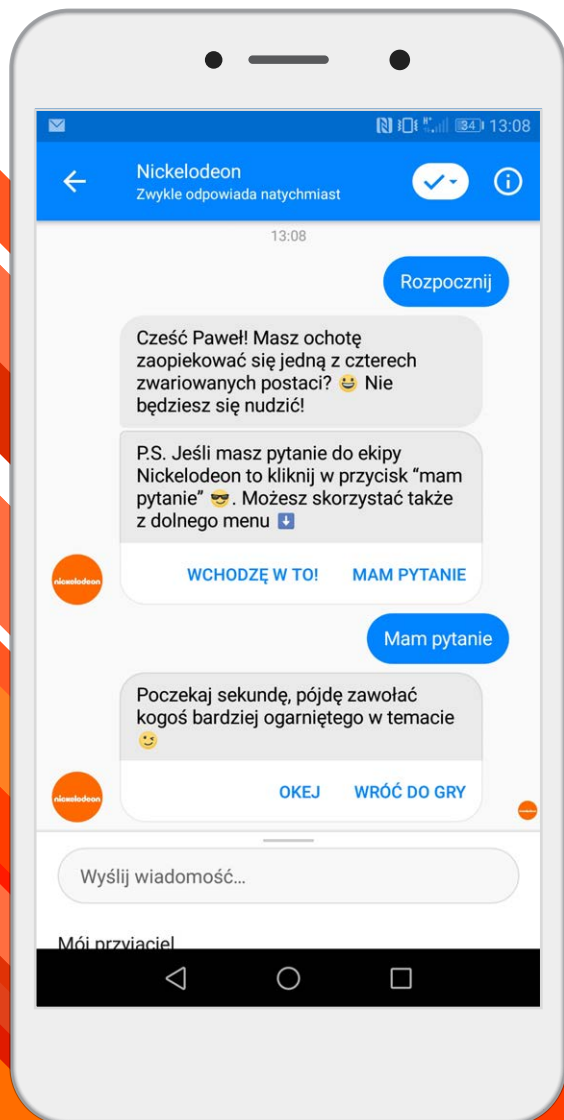 34 13:08
Nickelodeon
Zwykle odpowiada natychmiast
13:08
Rozpocznij
Cześć Paweł! Masz ochotę
zaopiekować się jedną z czterech
zwariowanych postaci? 😀 Nie
będziesz się nudzić!
P.S. Jeśli masz pytanie do ekipy
Nickelodeon to kliknij w przycisk “mam
pytanie” 😎. Możesz skorzystać także
z dolnego menu ⬇️
WCHODZĘ W TO! MAM PYTANIE
nickelodeon
Mam pytanie
Poczekaj sekundę, pójdę zawołać
kogoś bardziej ogarniętego w temacie
😉
OKEJ WRÓĆ DO GRY
nickelodeon
Wyślij wiadomość...
Mój przyjaciel